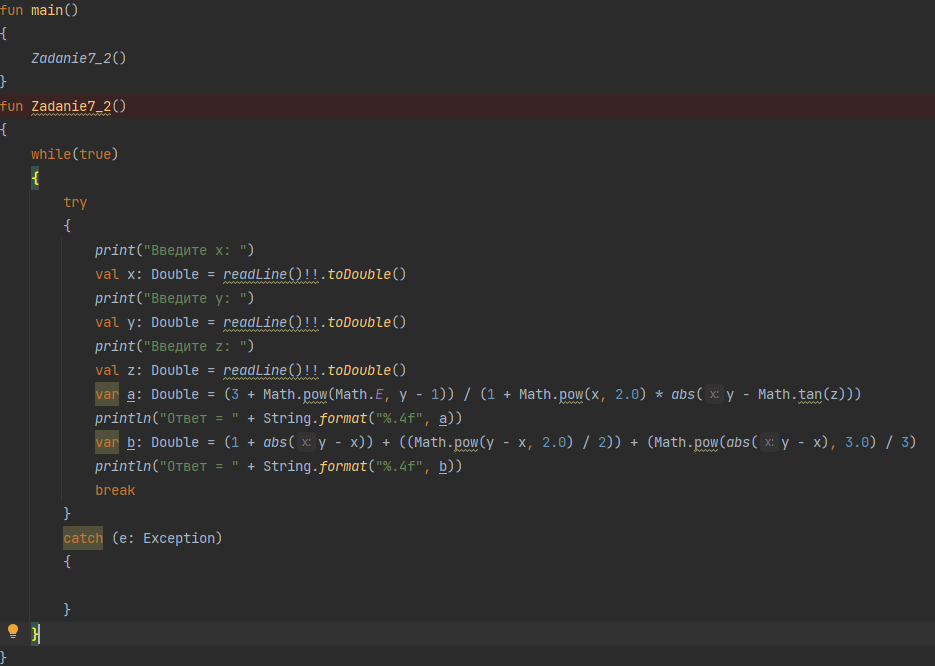 fun main()
{
    Zadanie7_2()
}
fun Zadanie7_2()
{
    while(true)
    {
        try
        {
            print("Введите x: ")
            val x: Double = readLine()!!.toDouble()
            print("Введите y: ")
            val y: Double = readLine()!!.toDouble()
            print("Введите z: ")
            val z: Double = readLine()!!.toDouble()
            var a: Double = (3 + Math.pow(Math.E, y - 1)) / (1 + Math.pow(x, 2.0) * abs( x: y - Math.tan(z)))
            println("Ответ = " + String.format("%.4f", a))
            var b: Double = (1 + abs( x: y - x)) + ((Math.pow(y - x, 2.0) / 2)) + (Math.pow(abs( x: y - x), 3.0) / 3)
            println("Ответ = " + String.format("%.4f", b))
            break
        }
        catch (e: Exception)
        {

        }
    }
}